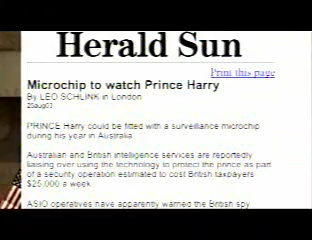 Herald Sun
Print this page
Microchip to watch Prince Harry
By LEO SCHLINK in London
25aug03
PRINCE Harry could be fitted with a surveillance microchip
during his year in Australia.
Australian and British intelligence services are reportedly
liaising over using the technology to protect the prince as part
of a security operation estimated to cost British taxpayers
$25,000 a week.
ASIO operatives have apparently warned the British spy